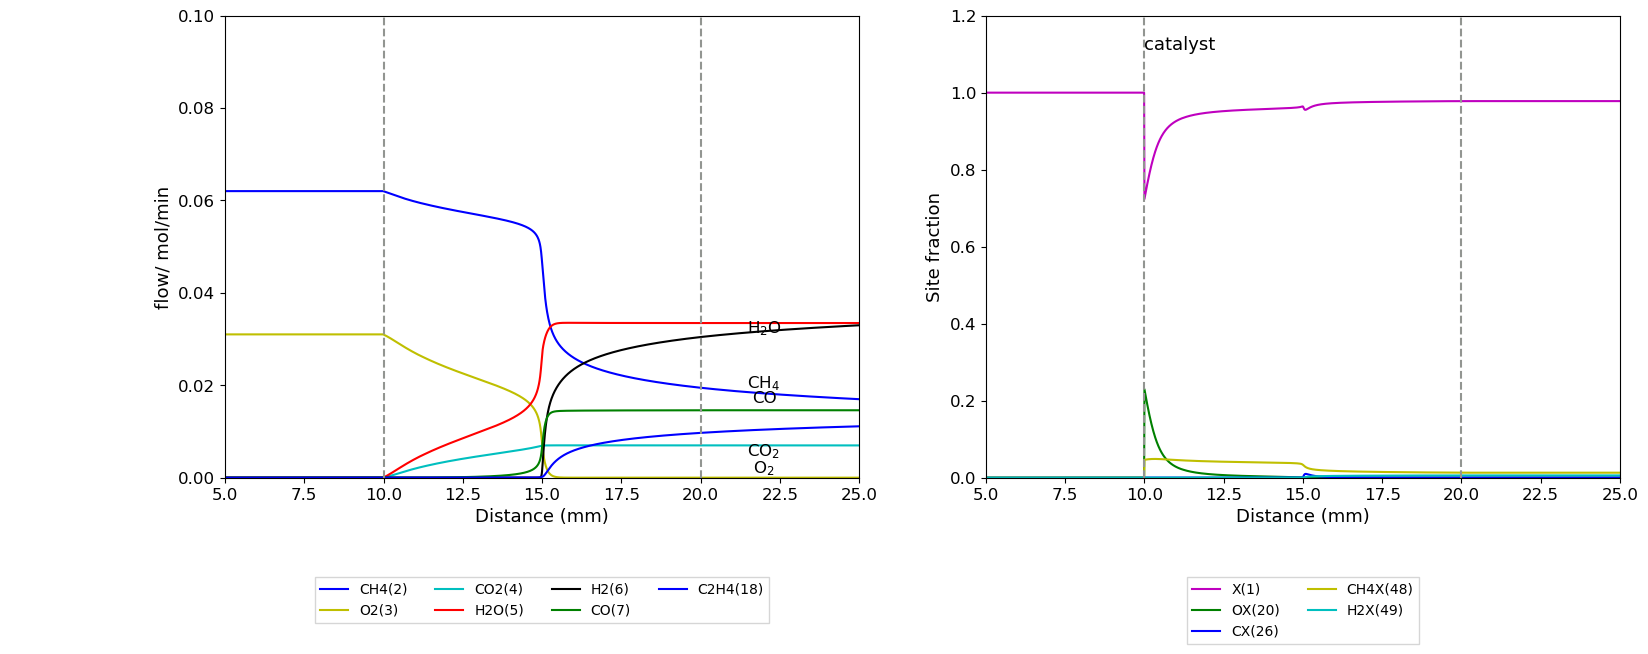 0.10
0.08
0.06
0.04
0.02
0.00
flow/ mol/min
H2O
CH4
CO
CO2
O2
5.0 7.5 10.0 12.5 15.0 17.5 20.0 22.5 25.0
Distance (mm)
CH4(2) CO2(4) H2(6) C2H4(18)
O2(3) H2O(5) CO(7)
1.2
1.0
0.8
0.6
0.4
0.2
0.0
Site fraction
catalyst
5.0 7.5 10.0 12.5 15.0 17.5 20.0 22.5 25.0
Distance (mm)
X(1) CH4X(48)
OX(20) H2X(49)
CX(26)